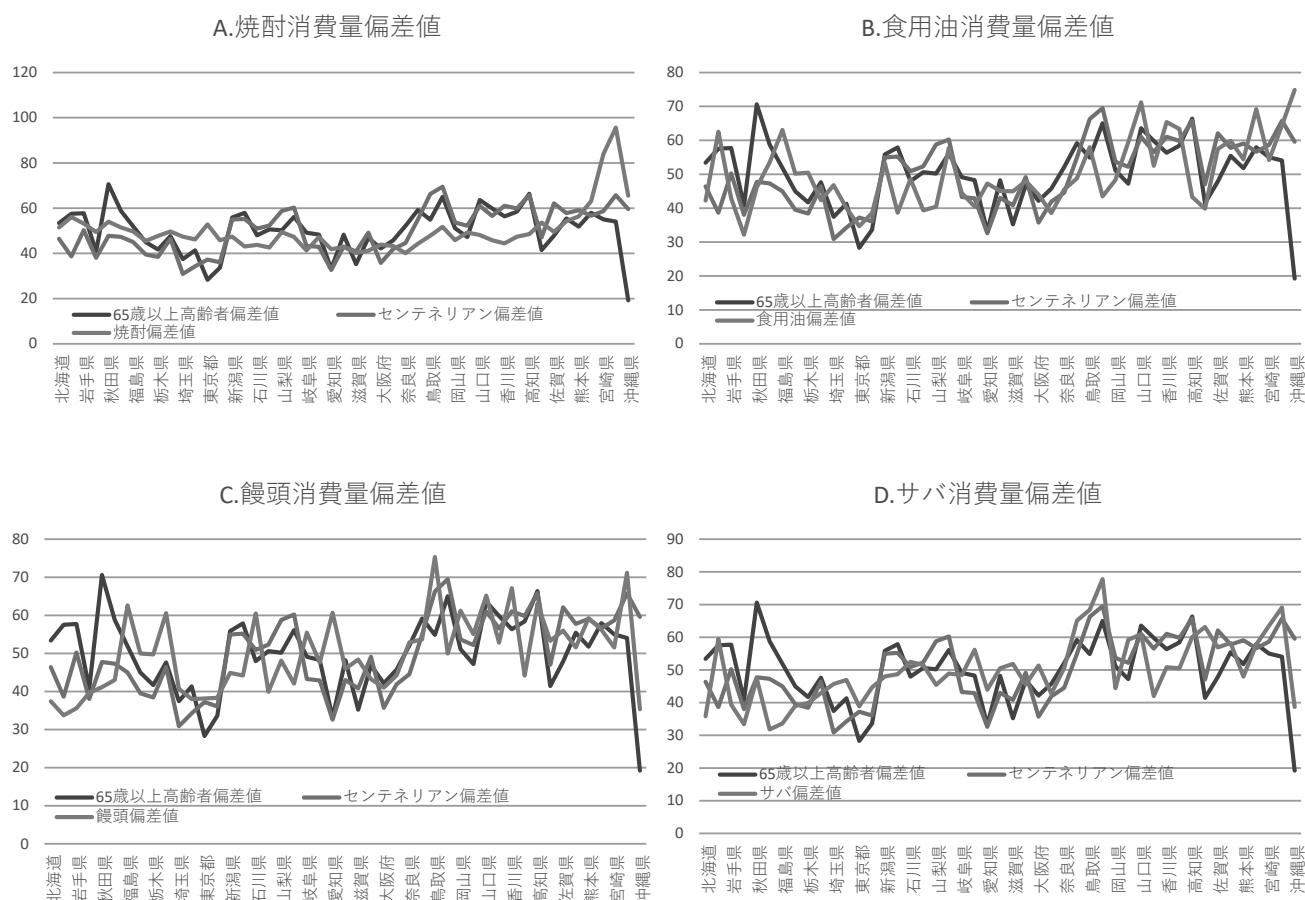 A.焼酎消費量偏差値
120
100
80
60
40
20
0
65歳以上高齢者偏差値
センテネリアン偏差値
焼酎偏差値
北海道
岩手県
秋田県
福島県
栃木県
埼玉県
東京都
新潟県
石川県
山梨県
岐阜県
愛知県
滋賀県
大阪府
奈良県
鳥取県
岡山県
山口県
香川県
高知県
佐賀県
熊本県
宮崎県
沖縄県
B.食用油消費量偏差値
80
70
60
50
40
30
20
10
0
65歳以上高齢者偏差値
センテネリアン偏差値
食用油偏差値
北海道
岩手県
秋田県
福島県
栃木県
埼玉県
東京都
新潟県
石川県
山梨県
岐阜県
愛知県
滋賀県
大阪府
奈良県
鳥取県
岡山県
山口県
香川県
高知県
佐賀県
熊本県
宮崎県
沖縄県
C.饅頭消費量偏差値
80
70
60
50
40
30
20
10
0
65歳以上高齢者偏差値
センテネリアン偏差値
饅頭偏差値
北海道
岩手県
秋田県
福島県
栃木県
埼玉県
東京都
新潟県
石川県
山梨県
岐阜県
愛知県
滋賀県
大阪府
奈良県
鳥取県
岡山県
山口県
香川県
高知県
佐賀県
熊本県
宮崎県
沖縄県
D.サバ消費量偏差値
90
80
70
60
50
40
30
20
10
0
65歳以上高齢者偏差値
センテネリアン偏差値
サバ偏差値
北海道
岩手県
秋田県
福島県
栃木県
埼玉県
東京都
新潟県
石川県
山梨県
岐阜県
愛知県
滋賀県
大阪府
奈良県
鳥取県
岡山県
山口県
香川県
高知県
佐賀県
熊本県
宮崎県
沖縄県